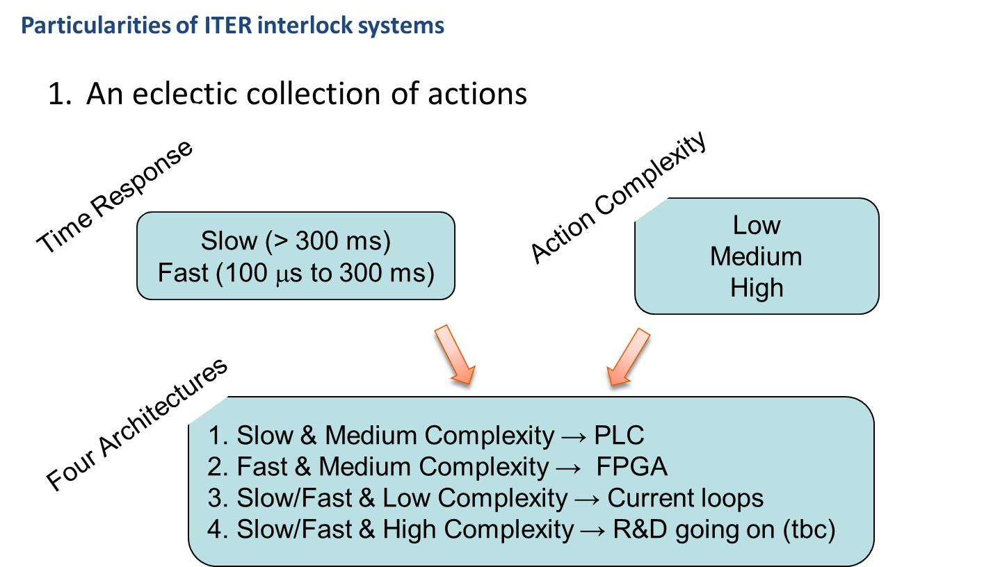 Particularities of ITER interlock systems
1. An eclectic collection of actions
Time Response
Slow (> 300 ms)
Fast (100 μs to 300 ms)
Action Complexity
Low
Medium
High
Four Architectures
1. Slow & Medium Complexity → PLC
2. Fast & Medium Complexity → FPGA
3. Slow/Fast & Low Complexity → Current loops
4. Slow/Fast & High Complexity → R&D going on (tbc)